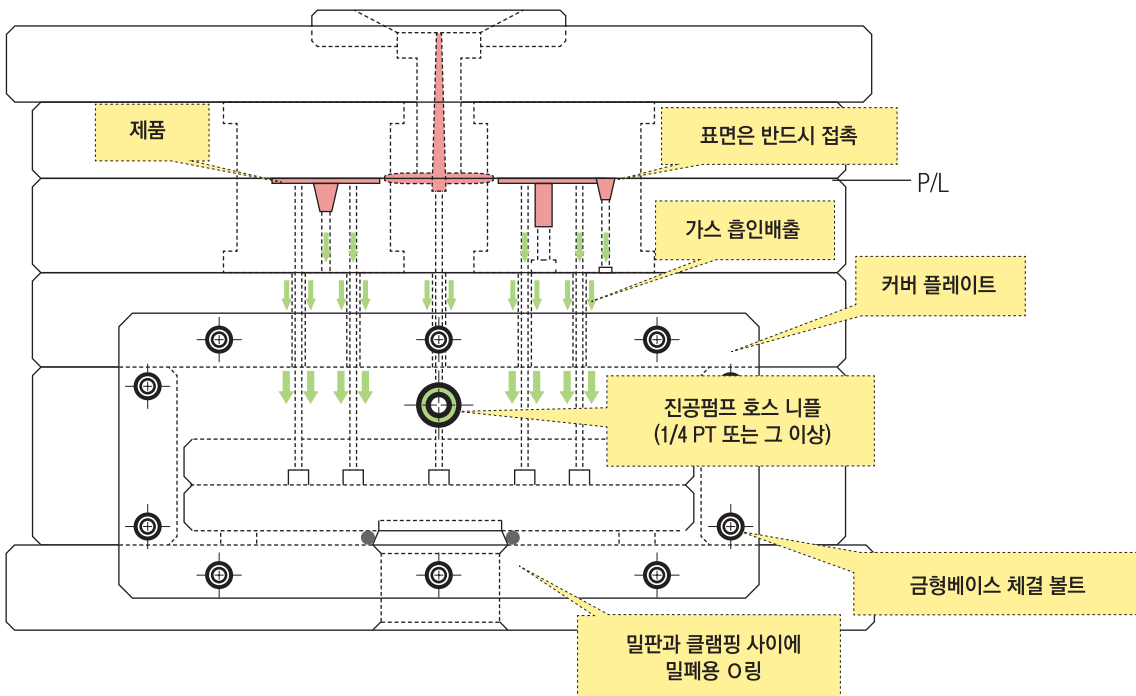 제품
표면은 반드시 접촉
P/L
가스 흡인배출
커버 플레이트
진공펌프 호스 니플
(1/4 PT 또는 그 이상)
금형베이스 체결 볼트
밀판과 클램핑 사이에
밀폐용 O링